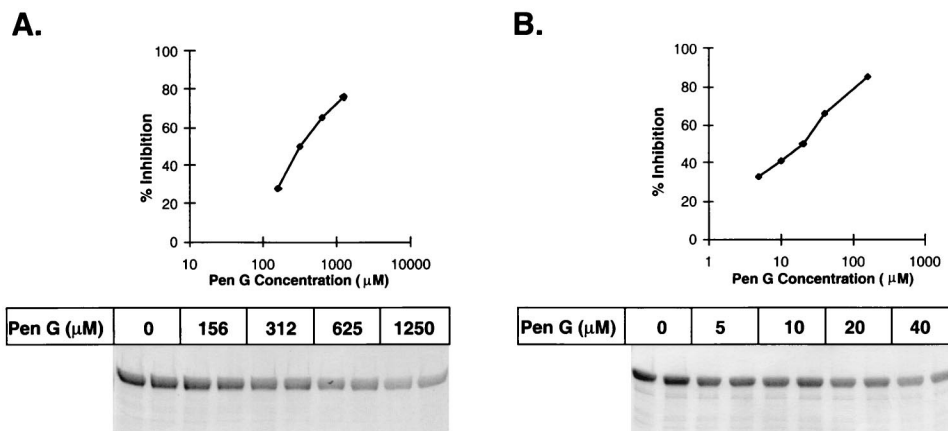 A.
100
80
60
40
20
0
% Inhibition
10 100 1000 10000
Pen G Concentration ( μM)
Pen G (μM) 0 156 312 625 1250
B.
100
80
60
40
20
0
% Inhibition
1 10 100 1000
Pen G Concentration ( μM)
Pen G (μM) 0 5 10 20 40